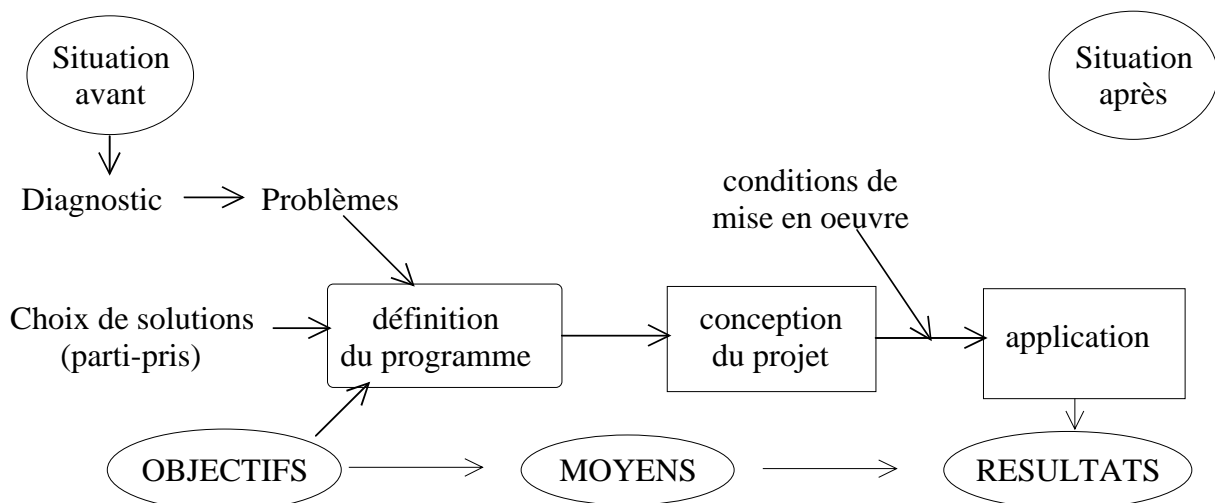 Situation
avant
Situation
après
Diagnostic
Problèmes
conditions de
mise en oeuvre
Choix de solutions
(parti-pris)
définition
du programme
conception
du projet
application
OBJECTIFS
MOYENS
RESULTATS